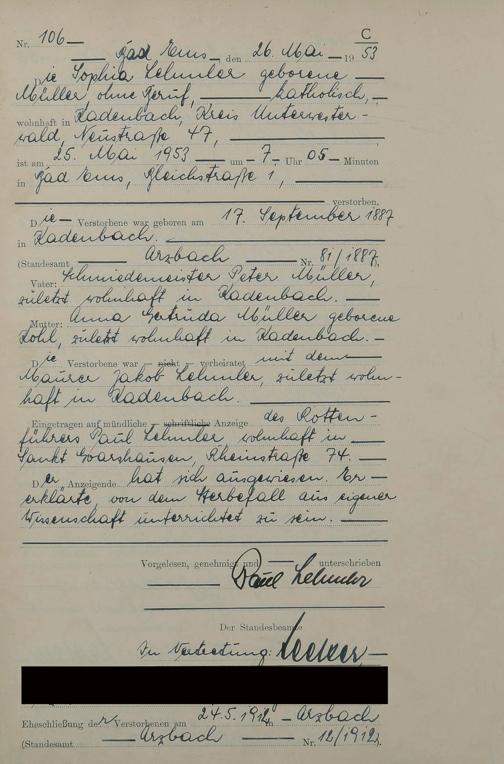 C
Nr. 106 —
— Bad Ems — den 26. Mai — 19 53
Die Sophia Lehmler geborene —
Müller, ohne Beruf, — katholisch, —
wohnhaft in Kadenbach, Kreis Unterwester-
wald, Neustraße 47, —
ist am 25. Mai 1953 — um — 7 — Uhr 05 — Minuten
in Bad Ems, Bleichstraße 1, —
— verstorben.
Die — Verstorbene war geboren am 17. September 1887
in Kadenbach. —
(Standesamt — Arzbach — Nr. 81/1887).
Vater: Schmiedemeister Peter Müller,
zuletzt wohnhaft in Kadenbach. —
Mutter: Anna Gertruda Müller geborene
Kohl, zuletzt wohnhaft in Kadenbach. —
Die Verstorbene war — nicht — verheiratet mit dem —
Maurer Jakob Lehmler, zuletzt wohn-
haft in Kadenbach. —
Eingetragen auf mündliche — schriftliche Anzeige des Rotten-
führers Paul Lehmler, wohnhaft in —
Sankt Goarshausen, Rheinstraße 74. —
Der Anzeigende hat sich ausgewiesen. Er —
erklärte, von dem Sterbefall aus eigener
Wissenschaft unterrichtet zu sein. —
Vorgelesen, genehmigt und — unterschrieben
Paul Lehmler
Der Standesbeamte
In Vertretung:
Eheschließung der Verstorbenen am 24.5.1912 in — Arzbach
(Standesamt — Arzbach — Nr. 12/1912).